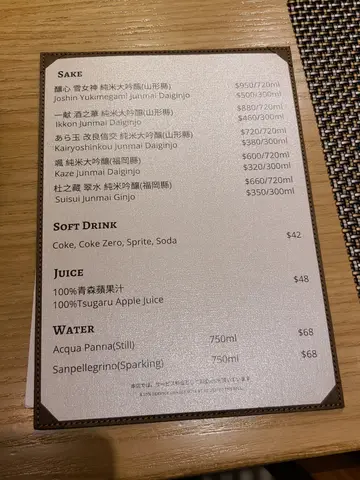 SAKE
醸心 雪女神 純米大吟醸(山形縣) $950/720ml
Joshin Yukimegami Junmai Daiginjo $500/300ml
一献 酒之華 純米大吟醸(山形縣) $880/720ml
Ikkon Junmai Daiginjo $460/300ml
あら玉 改良信交 純米大吟醸(山形縣) $720/720ml
Kairyoshinkou Junmai Daiginjo $380/300ml
颯 純米大吟醸(福岡縣) $600/720ml
Kaze Junmai Daiginjo $320/300ml
杜之藏 翠水 純米吟醸(福岡縣) $660/720ml
Suisui Junmai Ginjo $350/300ml
SOFT DRINK
Coke, Coke Zero, Sprite, Soda $42
JUICE
100%青森蘋果汁 $48
100%Tsugaru Apple Juice
WATER
Acqua Panna(Still) 750ml $68
Sanpellegrino(Sparking) 750ml $68